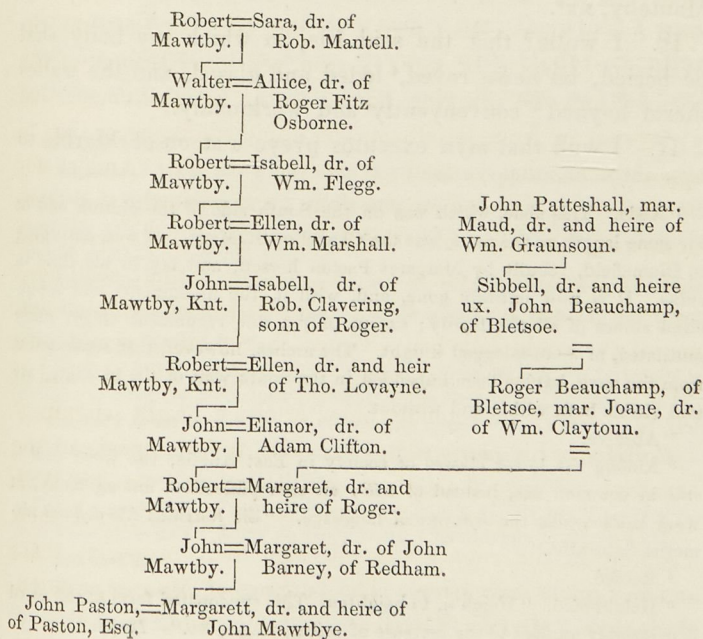 Robert=Sara, dr. of
Mawtby. Rob. Mantell.
Walter=Allice, dr. of
Mawtby. Roger Fitz
Osborne.
Robert=Isabell, dr. of
Mawtby. Wm. Flegg.
Robert=Ellen, dr. of
Mawtby. Wm. Marshall.
John=Isabell, dr. of
Mawtby, Knt. Rob. Clavering,
sonn of Roger.
Robert=Ellen, dr. and heir
Mawtby, Knt. of Tho. Lovayne.
John=Elianor, dr. of
Mawtby. Adam Clifton.
John Patteshall, mar.
Maud, dr. and heire of
Wm. Graunsoun.
Sibbell, dr. and heire
ux. John Beauchamp,
of Bletsoe.
=
Roger Beauchamp, of
Bletsoe, mar. Joane, dr.
of Wm. Claytoun.
=
Robert=Margaret, dr. and
Mawtby. heire of Roger.
John=Margaret, dr. of John
Mawtby. Barney, of Redham.
John Paston,=Margarett, dr. and heire of
of Paston, Esq. John Mawtbye.